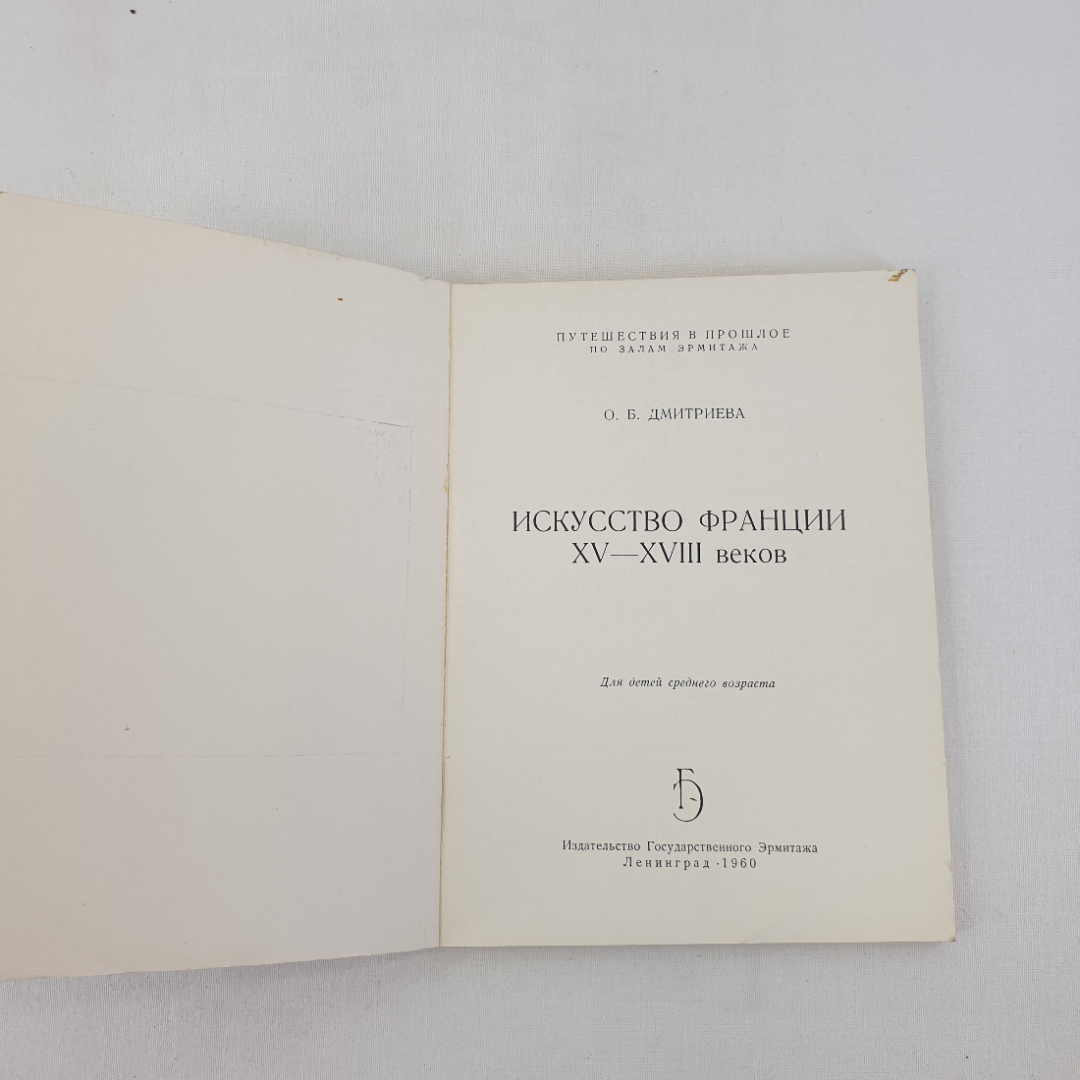 ПУТЕШЕСТВИЯ В ПРОШЛОЕ
ПО ЗАЛАМ ЭРМИТАЖА
О. Б. ДМИТРИЕВА
ИСКУССТВО ФРАНЦИИ
XV—XVIII веков
Для детей среднего возраста
Издательство Государственного Эрмитажа
Ленинград - 1960